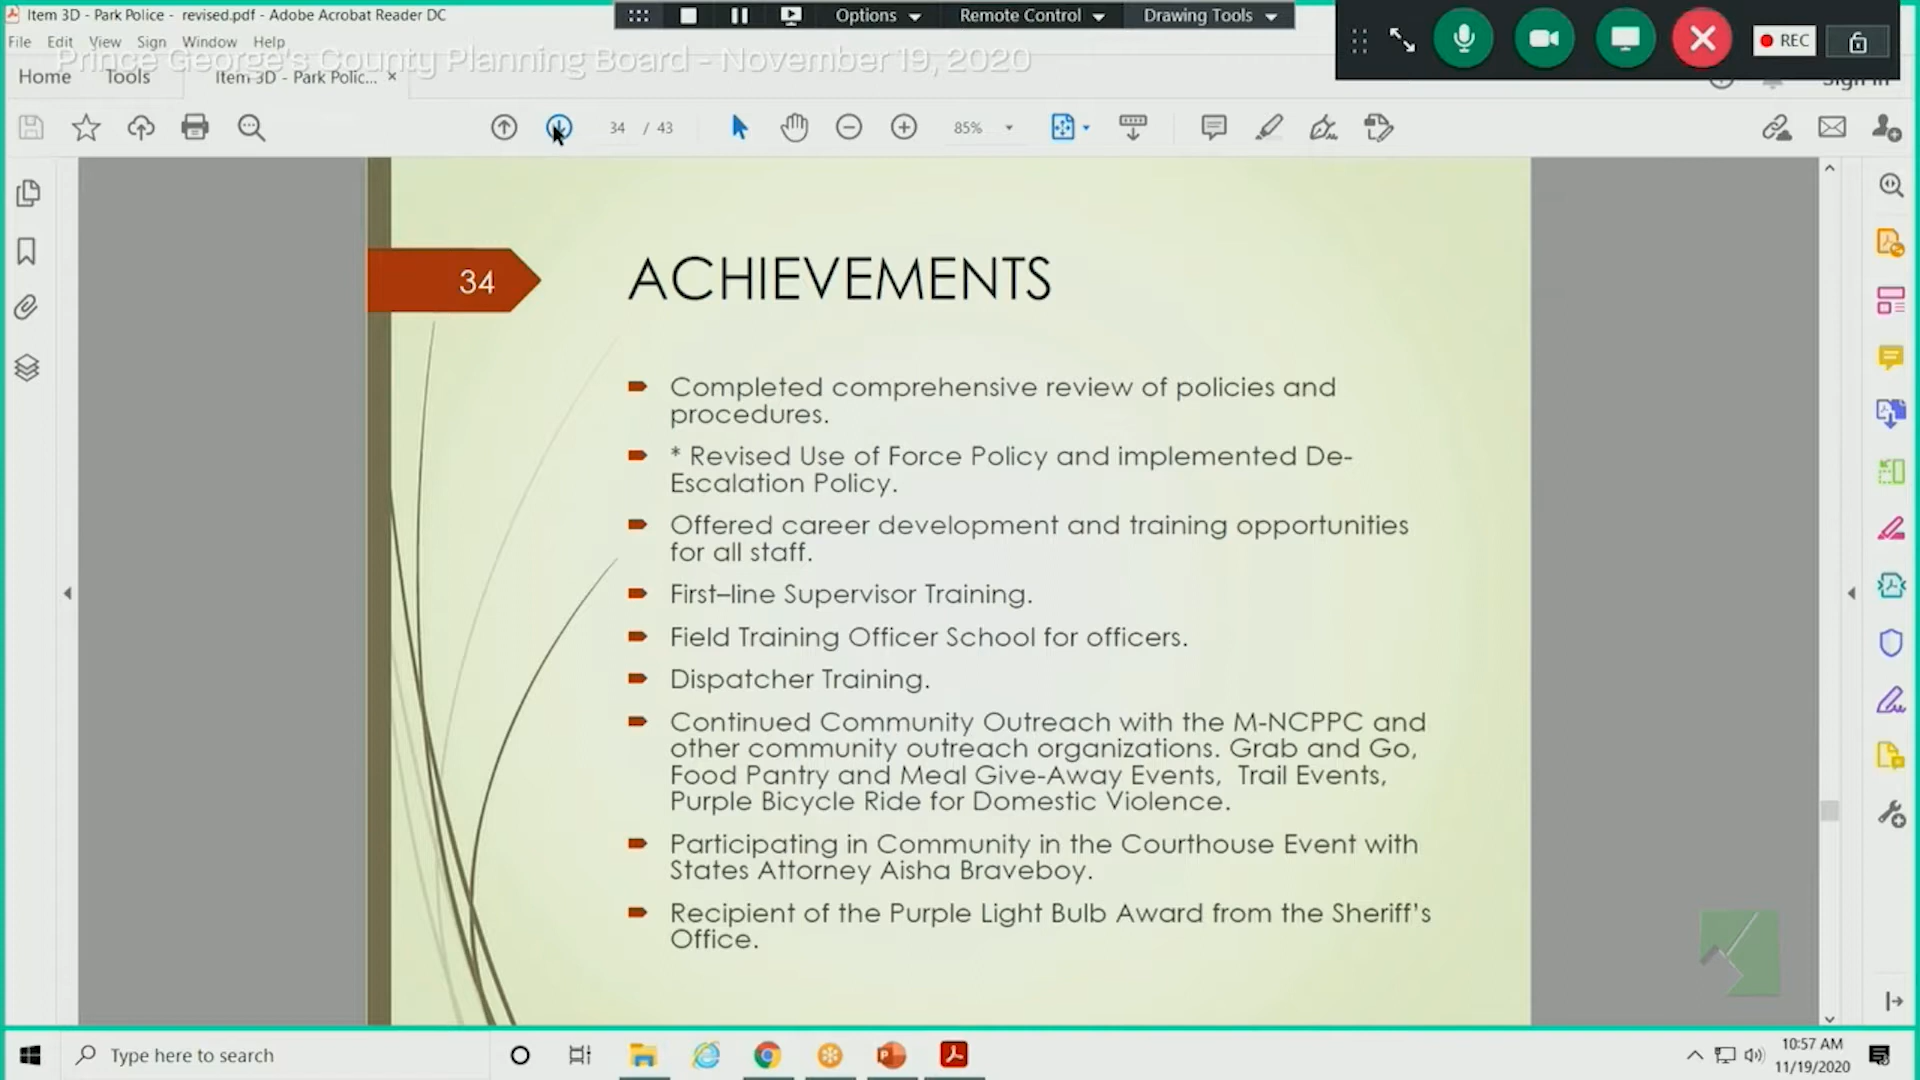 Item 3D - Park Police - revised.pdf - Adobe Acrobat Reader DC
Options
Remote Control
Drawing Tools
REC
File Edit View Sign Window Help
Prince George's County Planning Board - November 19, 2020
Home Tools Item 3D - Park Polic... ×
Sign In
34 / 43
85%
34
ACHIEVEMENTS
Completed comprehensive review of policies and
procedures.
* Revised Use of Force Policy and implemented De-
Escalation Policy.
Offered career development and training opportunities
for all staff.
First–line Supervisor Training.
Field Training Officer School for officers.
Dispatcher Training.
Continued Community Outreach with the M-NCPPC and
other community outreach organizations. Grab and Go,
Food Pantry and Meal Give-Away Events, Trail Events,
Purple Bicycle Ride for Domestic Violence.
Participating in Community in the Courthouse Event with
States Attorney Aisha Braveboy.
Recipient of the Purple Light Bulb Award from the Sheriff's
Office.
Type here to search
10:57 AM
11/19/2020